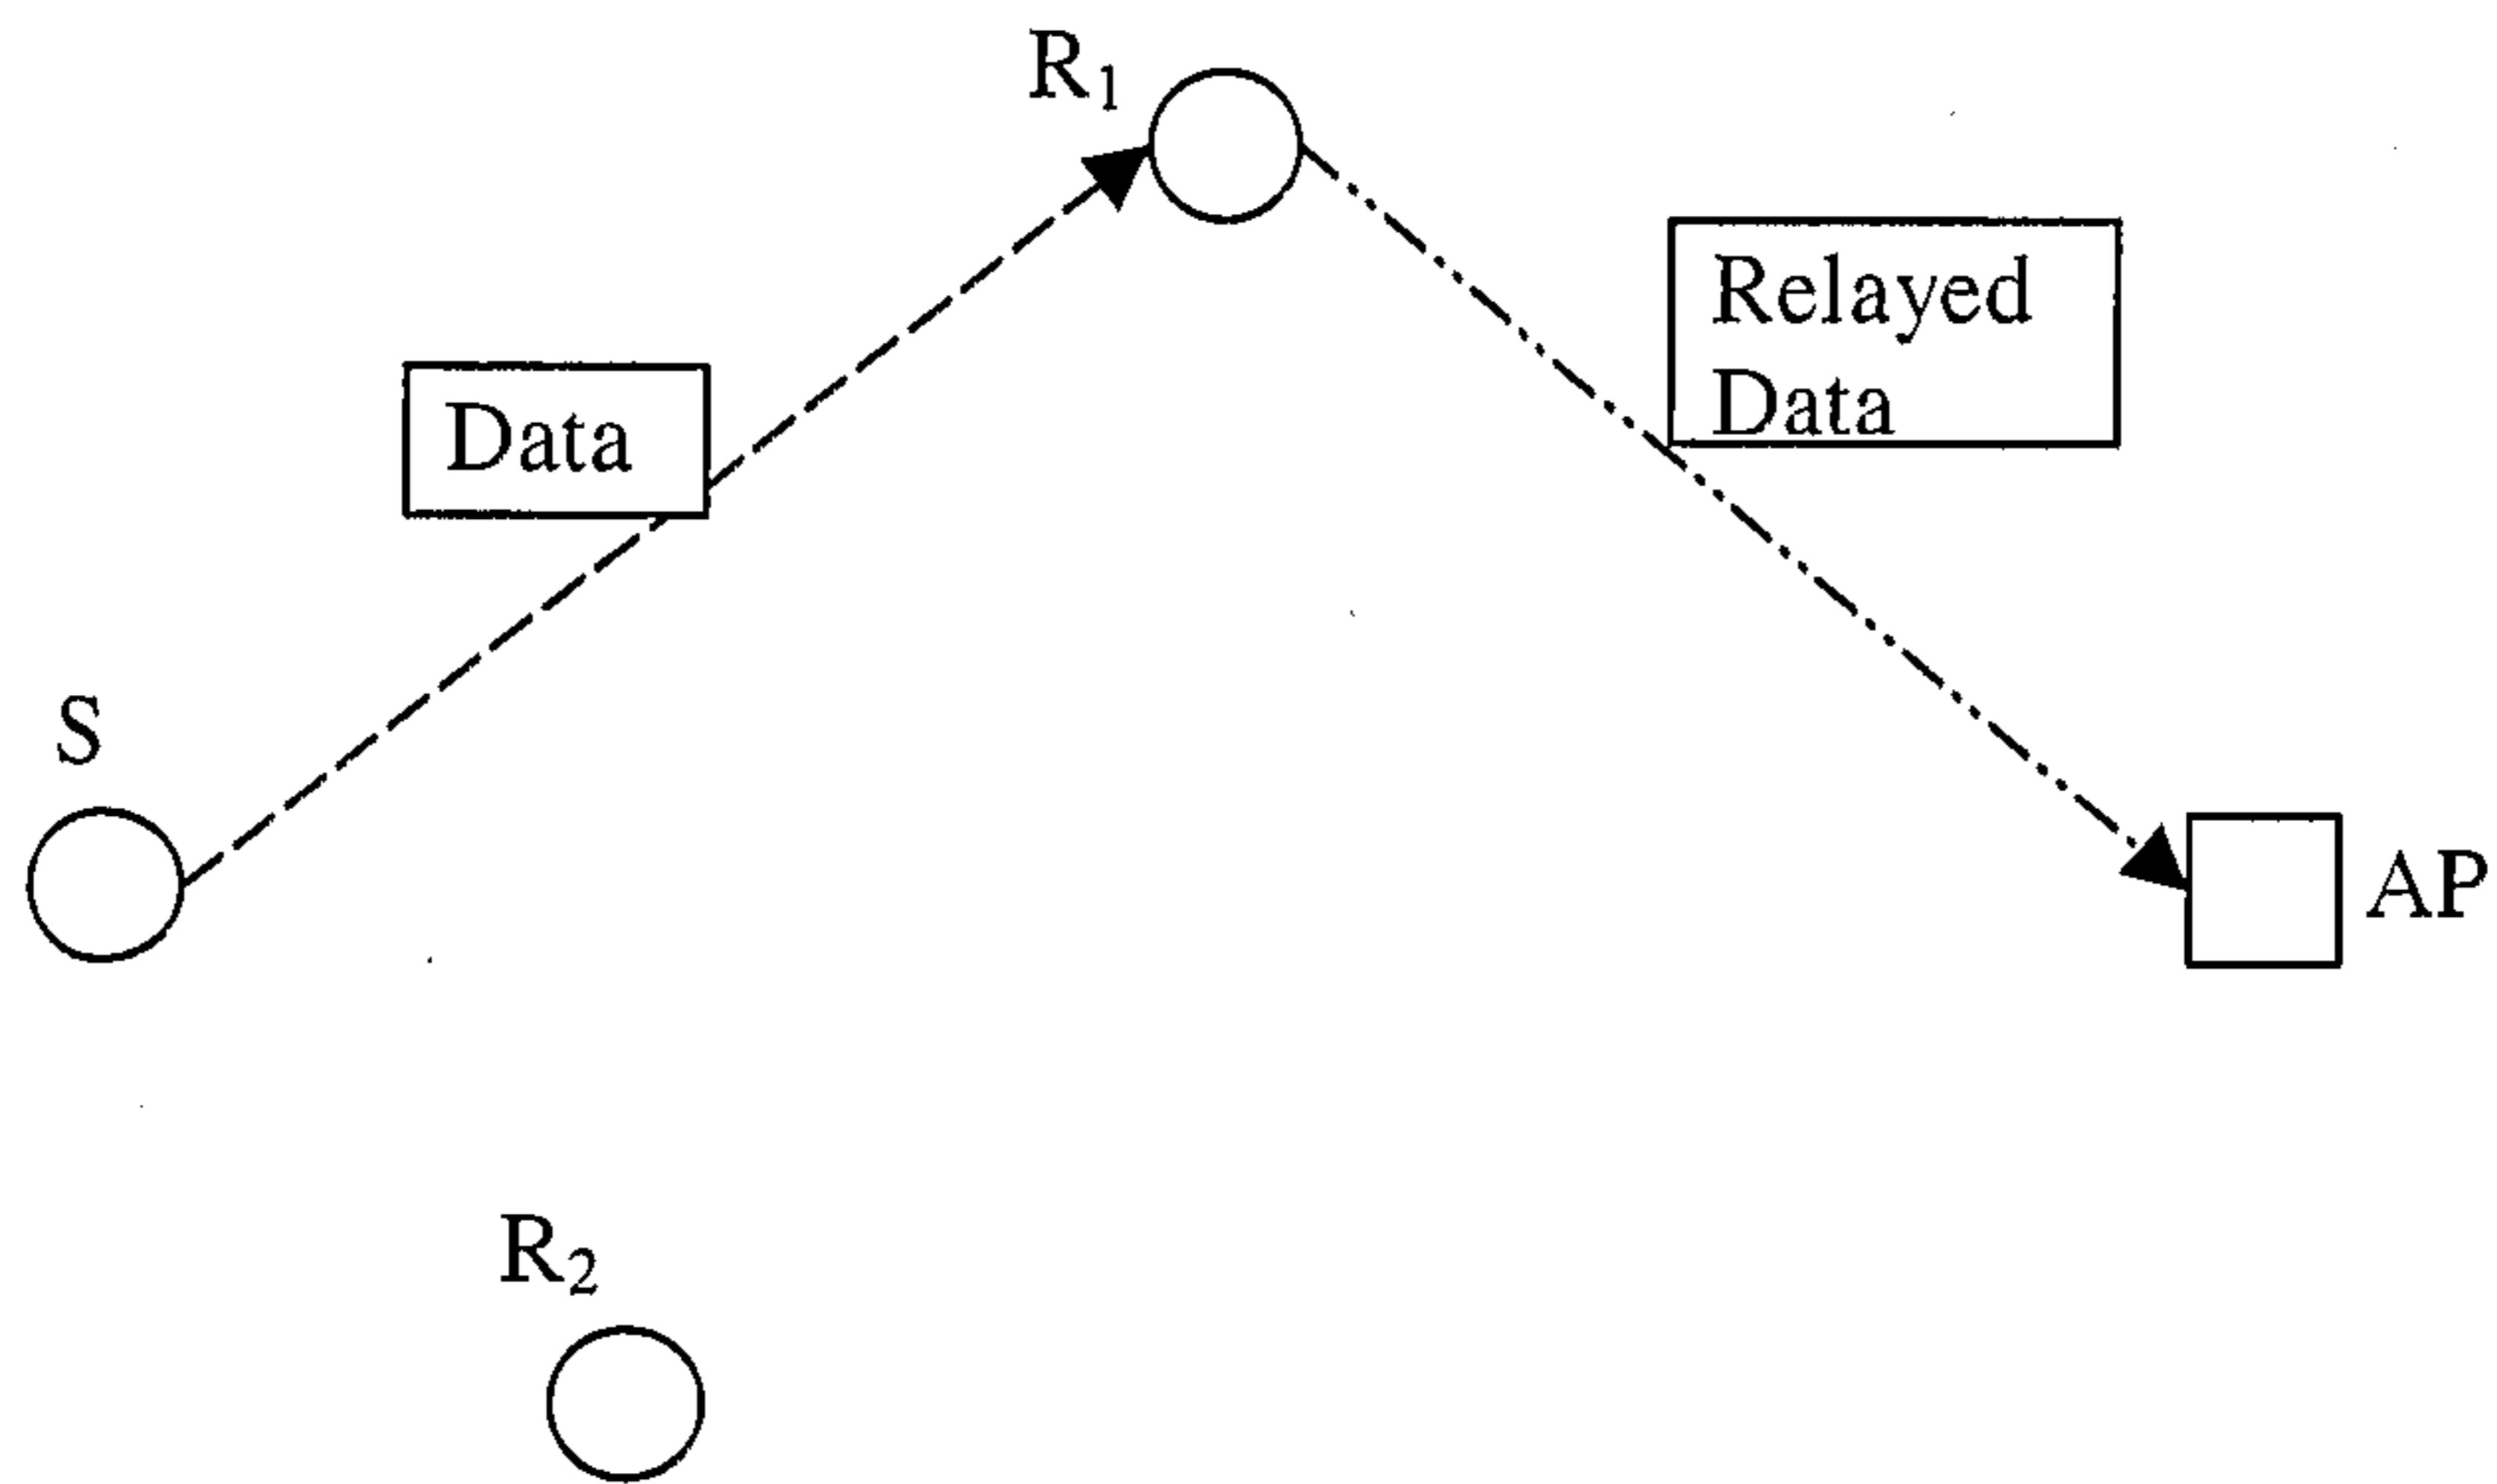 R₁
Relayed
Data
Data
S
AP
R₂